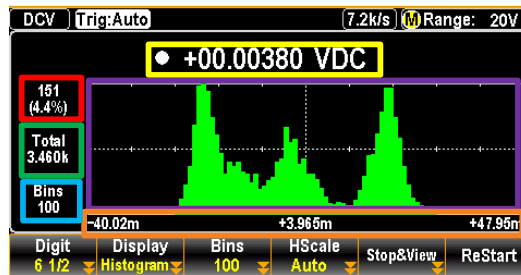 DCV Trig:Auto 7.2k/s M Range: 20V
+00.00380 VDC
151
(4.4%)
Total
3.460k
Bins
100
-40.02m +3.965m +47.95m
Digit Display Bins HScale Stop&View ReStart
6 1/2 Histogram 100 Auto